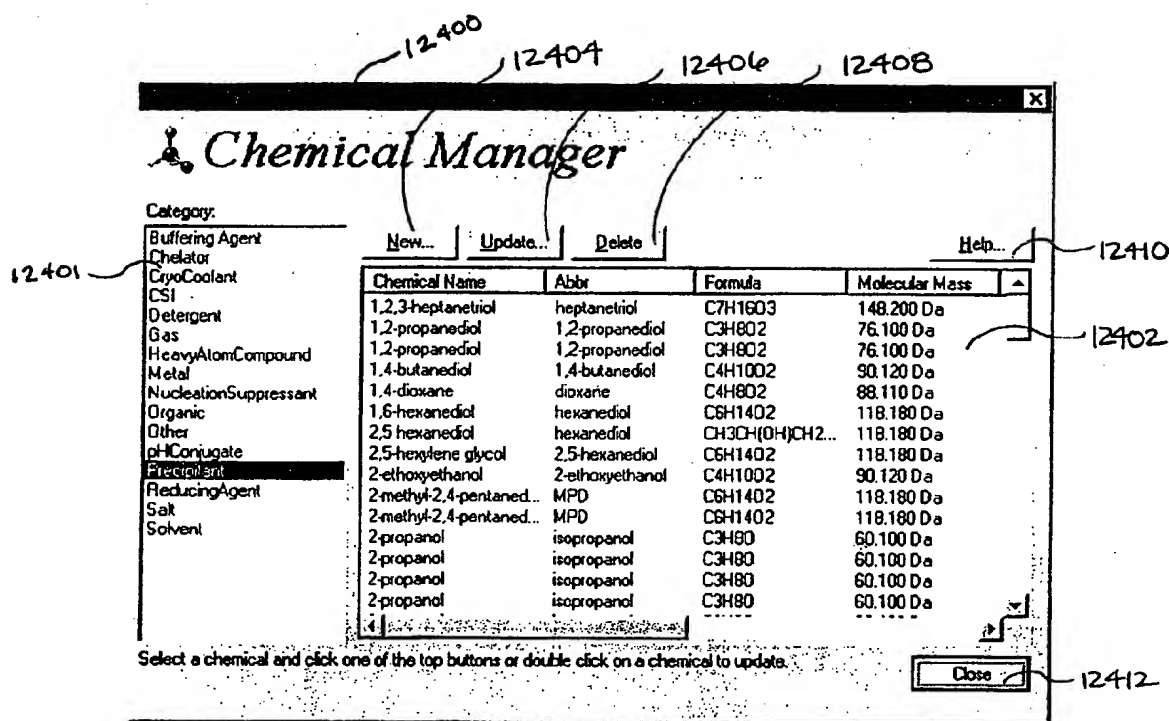 12400
12404
12406
12408
Chemical Manager
Category:
New... Update... Delete Help... 12410
12401
Buffering Agent
Chelator
CryoCoolant
CSI
Detergent
Gas
HeavyAtomCompound
Metal
NucleationSuppressant
Organic
Other
pHConjugate
Precipitant
ReducingAgent
Salt
Solvent
Chemical Name Abbr Formula Molecular Mass
1,2,3-heptanetriol heptanetriol C7H16O3 148.200 Da
1,2-propanediol 1,2-propanediol C3H8O2 76.100 Da
1,2-propanediol 1,2-propanediol C3H8O2 76.100 Da
12402
1,4-butanediol 1,4-butanediol C4H10O2 90.120 Da
1,4-dioxane dioxane C4H8O2 88.110 Da
1,6-hexanediol hexanediol C6H14O2 118.180 Da
2,5 hexanediol hexanediol CH3CH(OH)CH2... 118.180 Da
2,5-hexylene glycol 2,5-hexanediol C6H14O2 118.180 Da
2-ethoxyethanol 2-ethoxyethanol C4H10O2 90.120 Da
2-methyl-2,4-pentaned... MPD C6H14O2 118.180 Da
2-methyl-2,4-pentaned... MPD C6H14O2 118.180 Da
2-propanol isopropanol C3H8O 60.100 Da
2-propanol isopropanol C3H8O 60.100 Da
2-propanol isopropanol C3H8O 60.100 Da
2-propanol isopropanol C3H8O 60.100 Da
Select a chemical and click one of the top buttons or double click on a chemical to update.
Close 12412